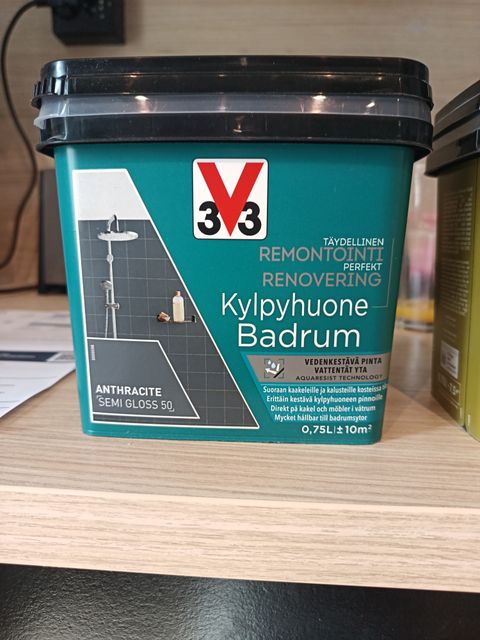 3V3
TÄYDELLINEN
REMONTOINTI
PERFEKT
RENOVERING
Kylpyhuone
Badrum
VEDENKESTÄVÄ PINTA
VATTENTÄT YTA
AQUARESIST TECHNOLOGY
Suoraan kaakeleille ja kalusteille kosteissa
Erittäin kestävä kylpyhuoneen pinnoille
Direkt på kakel och möbler i våtrum
Mycket hållbar till badrumsytor
0,75L | ± 10m²
ANTHRACITE
SEMI GLOSS 50